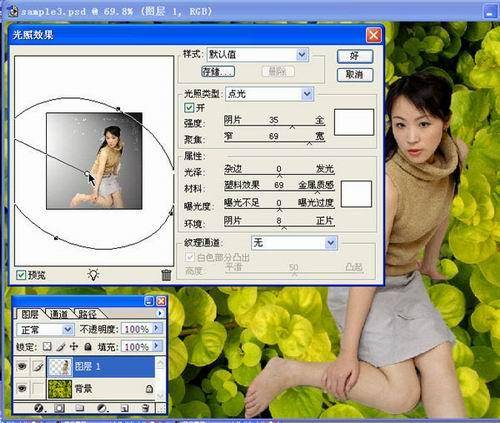 sample3.psd @ 69.8% (图层 1, RGB)
光照效果
样式: 默认值
好
存储... 删除
取消
光照类型: 点光
开
强度: 阴片 35 全
聚焦: 窄 69 宽
属性:
光泽: 杂边 0 发光
材料: 塑料效果 69 金属质感
曝光度: 曝光不足 0 曝光过度
环境: 阴片 8 正片
纹理通道: 无
白色部分凸出
高度: 平滑 50 凸起
预览
图层 通道 路径
正常 不透明度: 100%
锁定: 填充: 100%
图层 1
背景